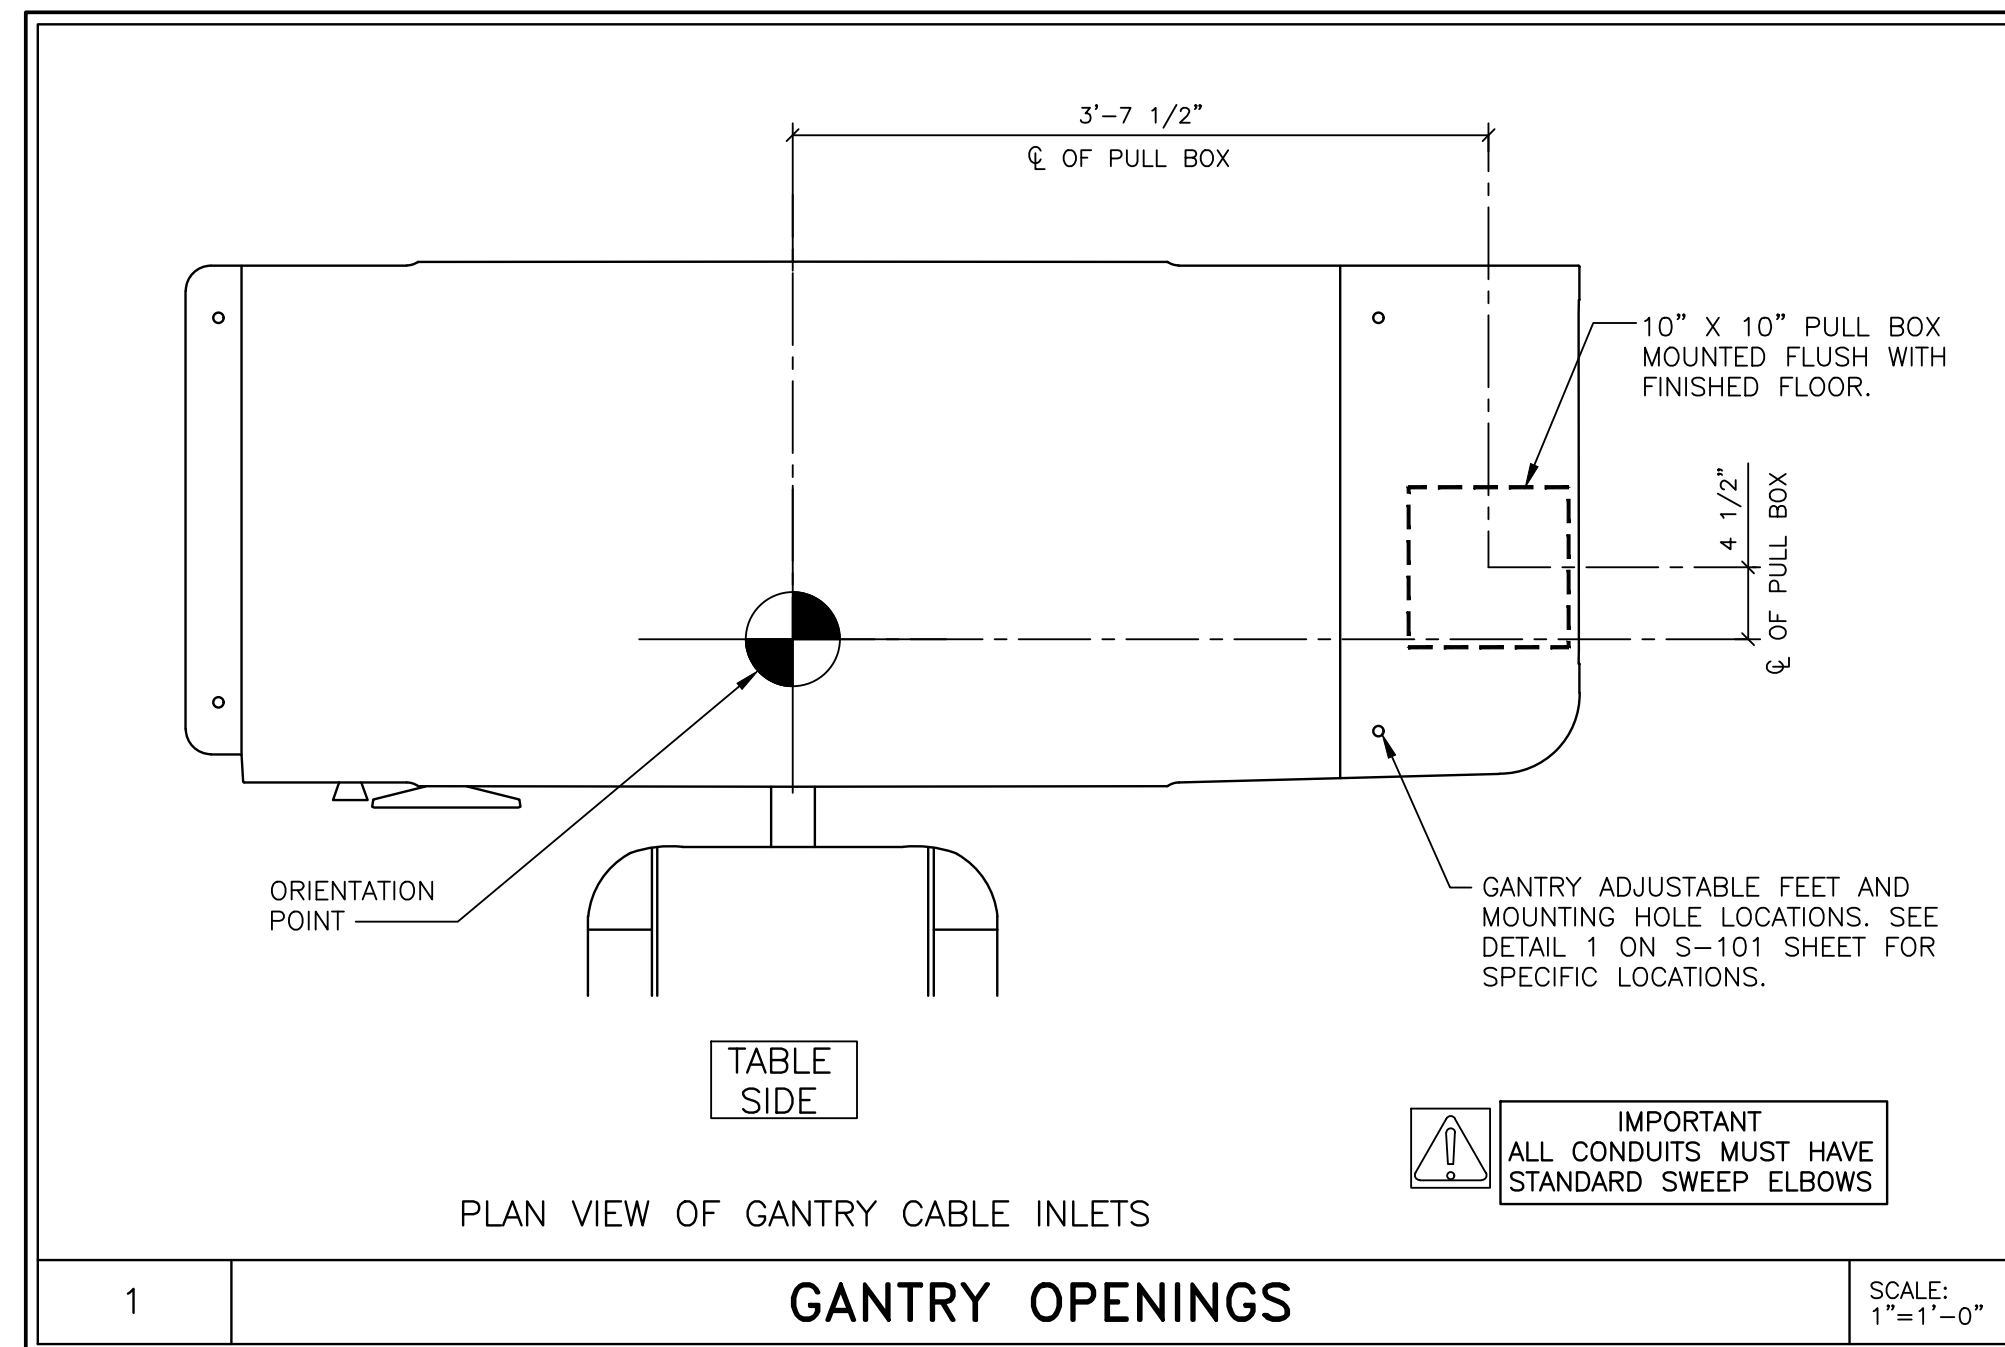 3'-7 1/2"
℄ OF PULL BOX
10" X 10" PULL BOX
MOUNTED FLUSH WITH
FINISHED FLOOR.
4 1/2"
℄ OF PULL BOX
ORIENTATION
POINT
GANTRY ADJUSTABLE FEET AND
MOUNTING HOLE LOCATIONS. SEE
DETAIL 1 ON S-101 SHEET FOR
SPECIFIC LOCATIONS.
TABLE
SIDE
IMPORTANT
ALL CONDUITS MUST HAVE
STANDARD SWEEP ELBOWS
PLAN VIEW OF GANTRY CABLE INLETS
1
GANTRY OPENINGS
SCALE:
1"=1'-0"